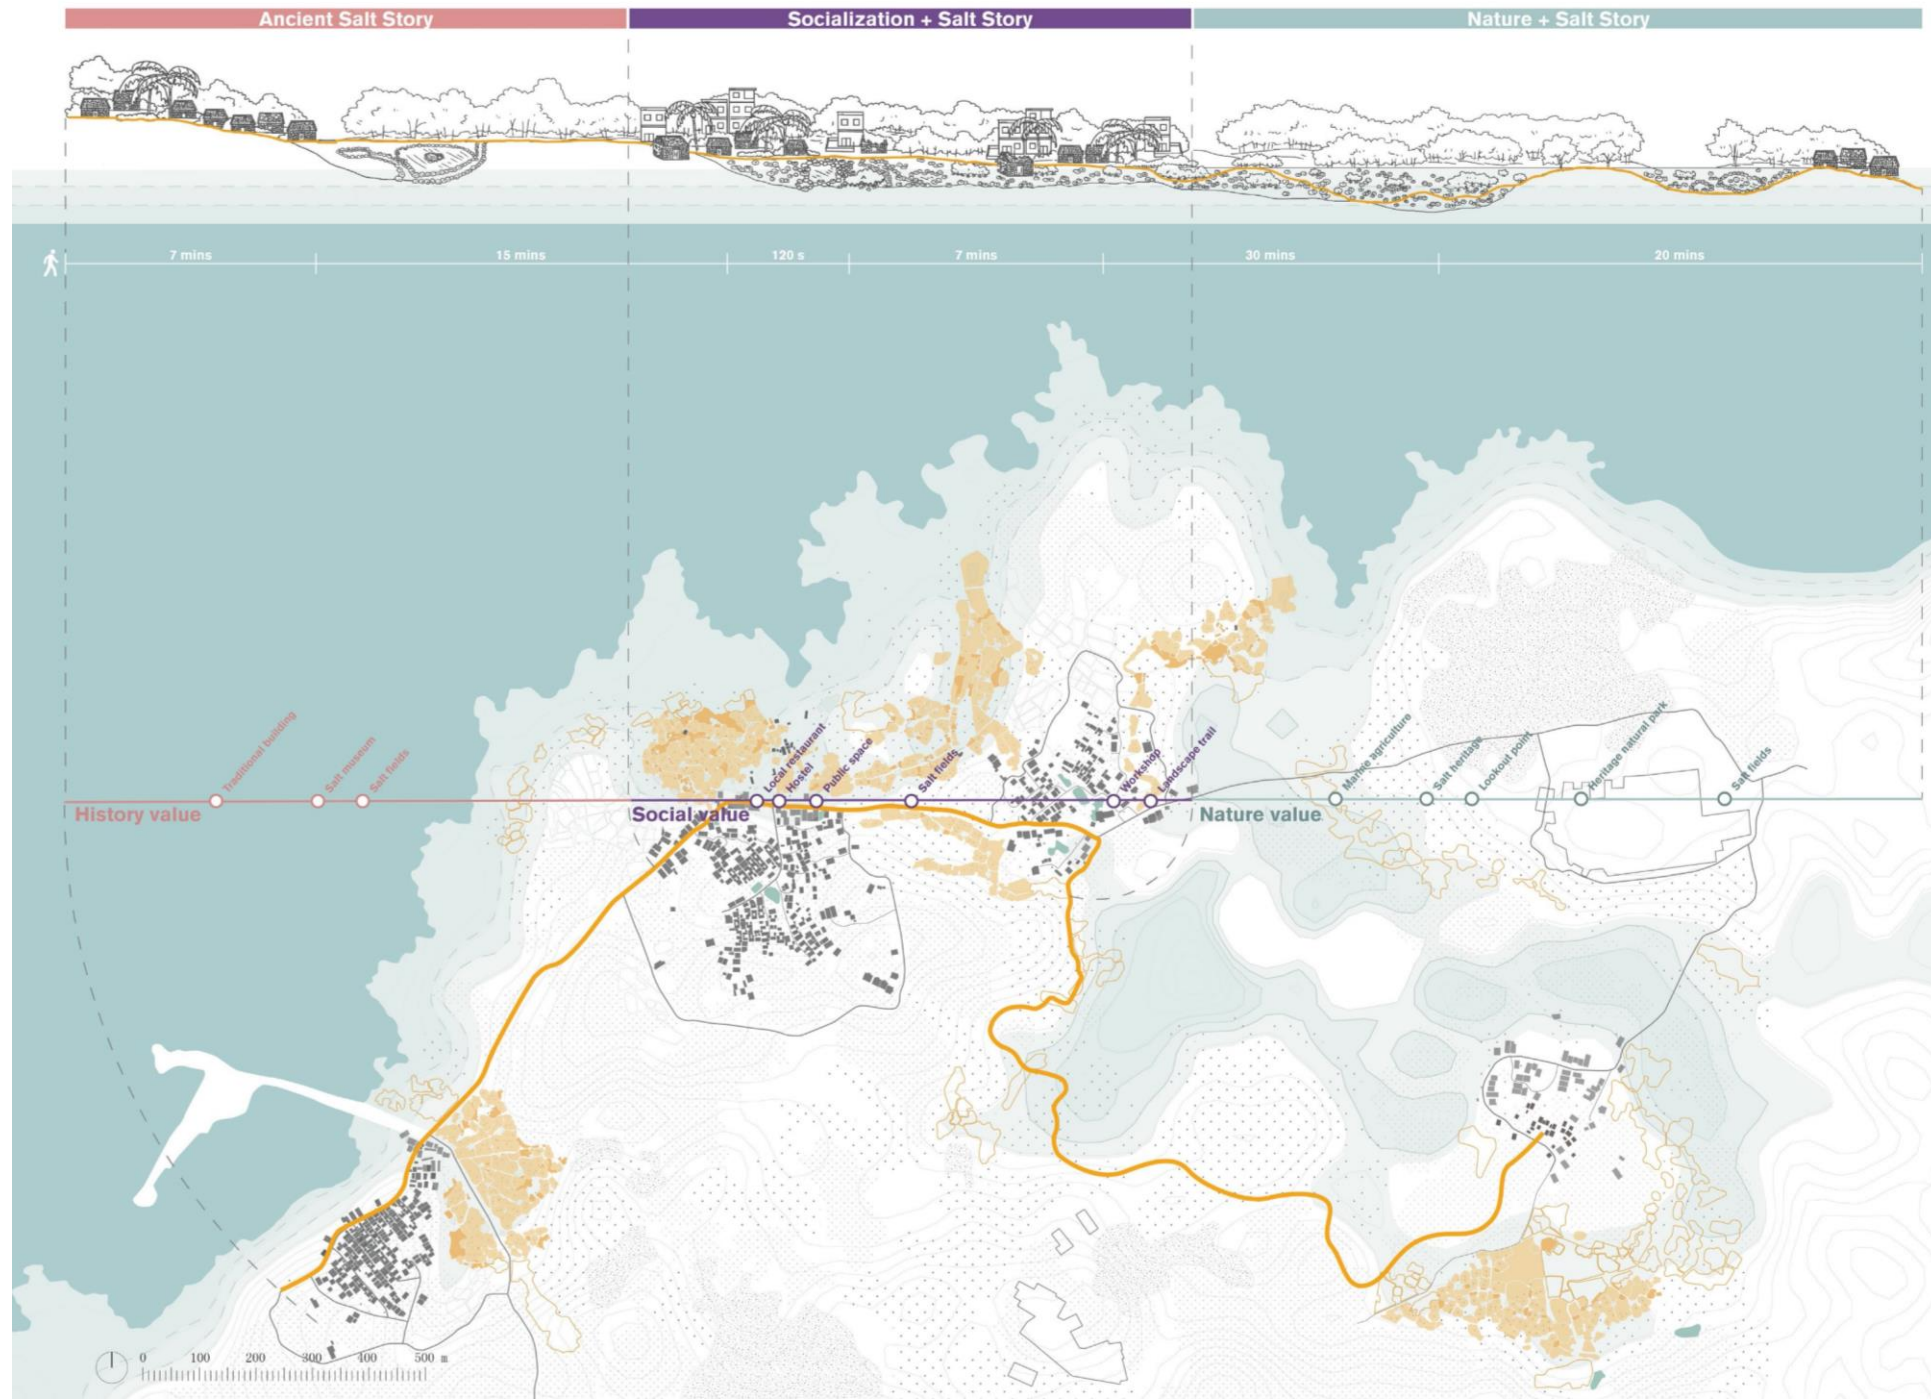 Ancient Salt Story
Socialization + Salt Story
Nature + Salt Story
7 mins
15 mins
120 s
7 mins
30 mins
20 mins
Traditional building
Salt museum
Salt fields
Local restaurant
Hostel
Public space
Salt fields
Workshop
Landscape trail
Marine agriculture
Salt heritage
Lookout point
Heritage natural park
Salt fields
History value
Social value
Nature value
0 100 200 300 400 500 m